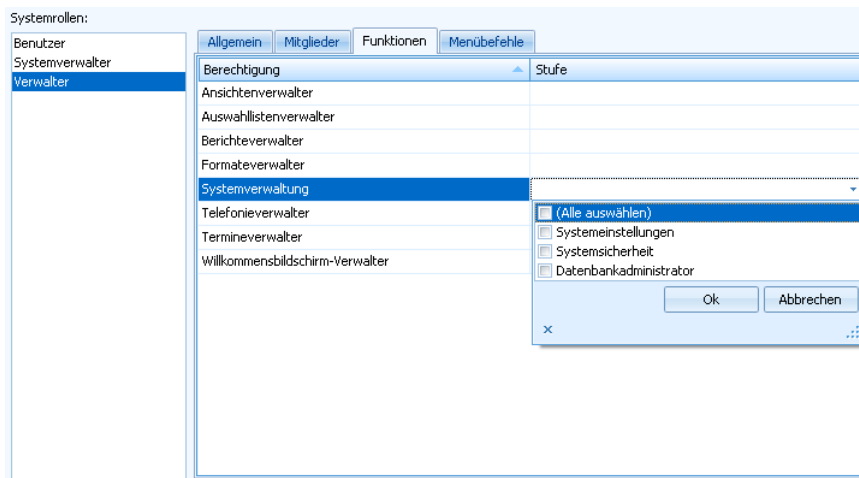 Systemrollen:
Benutzer
Systemverwalter
Verwalter
Allgemein Mitglieder Funktionen Menübefehle
Berechtigung Stufe
Ansichtenverwalter
Auswahllistenverwalter
Berichteverwalter
Formateverwalter
Systemverwaltung
Telefonieverwalter
Termineverwalter
Willkommensbildschirm-Verwalter
(Alle auswählen)
Systemeinstellungen
Systemsicherheit
Datenbankadministrator
Ok Abbrechen